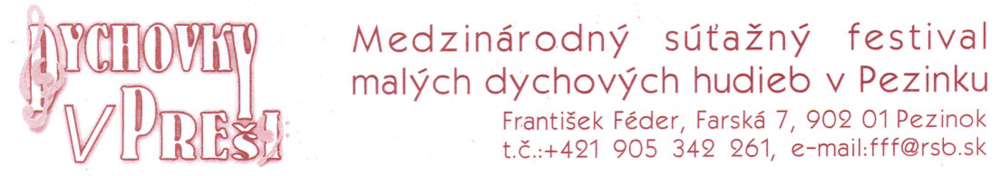 DYCHOVKY
V PREŠI
Medzinárodný súťažný festival
malých dychových hudieb v Pezinku
František Féder, Farská 7, 902 01 Pezinok
t.č.:+421 905 342 261, e-mail:fff@rsb.sk